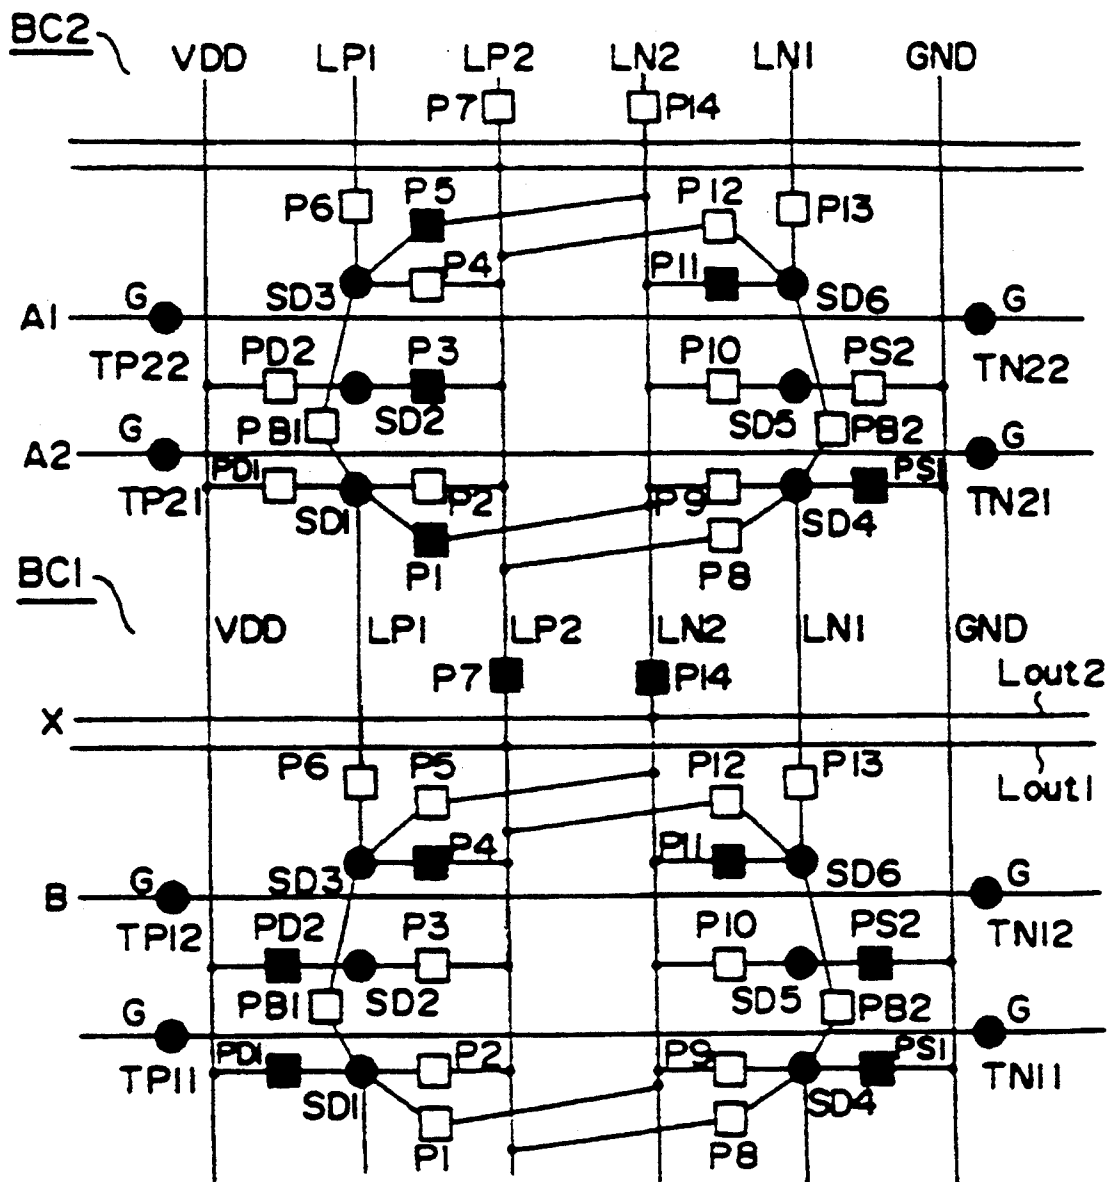 BC2
VDD LP1 LP2 LN2 LN1 GND
P7 P14
P6 P5 P12 P13
P4 P11
G SD3 SD6 G
A1
TP22 PD2 P3 P10 PS2 TN22
G PB1 SD2 SD5 PB2 G
A2
PD1 PS1
TP21 SD1 P2 P9 SD4 TN21
P1 P8
BC1
VDD LP1 LP2 LN2 LN1 GND
P7 P14 Lout2
X
P6 P5 P12 P13
Lout1
P4 P11
G SD3 SD6 G
B
TP12 PD2 P3 P10 PS2 TN12
G PB1 SD2 SD5 PB2 G
PD1 P2 P9 PS1
TP11 SD1 SD4 TN11
P1 P8